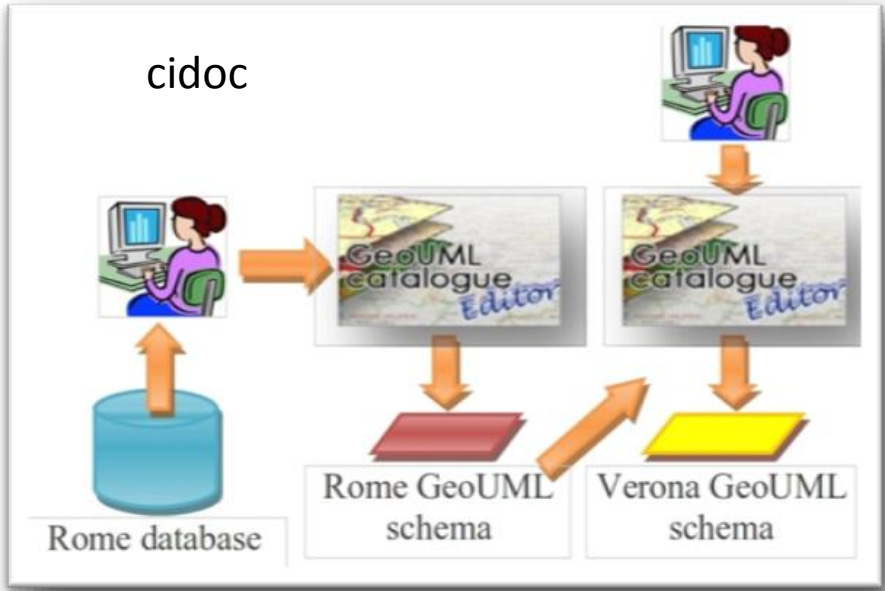 cidoc
GeoUML
catalogue
Editor
GeoUML
catalogue
Editor
Rome database
Rome GeoUML
schema
Verona GeoUML
schema